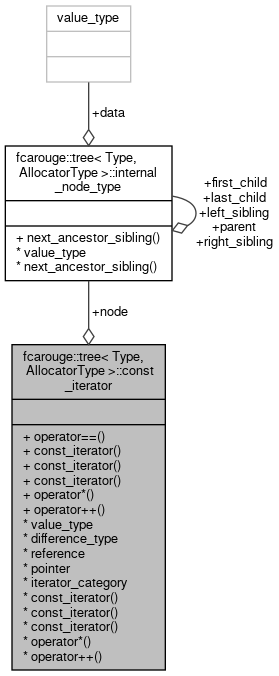 value_type
+data
fcarouge::tree< Type,
AllocatorType >::internal
_node_type
+ next_ancestor_sibling()
* value_type
* next_ancestor_sibling()
+first_child
+last_child
+left_sibling
+parent
+right_sibling
+node
fcarouge::tree< Type,
AllocatorType >::const
_iterator
+ operator==()
+ const_iterator()
+ const_iterator()
+ const_iterator()
+ operator*()
+ operator++()
* value_type
* difference_type
* reference
* pointer
* iterator_category
* const_iterator()
* const_iterator()
* const_iterator()
* operator*()
* operator++()